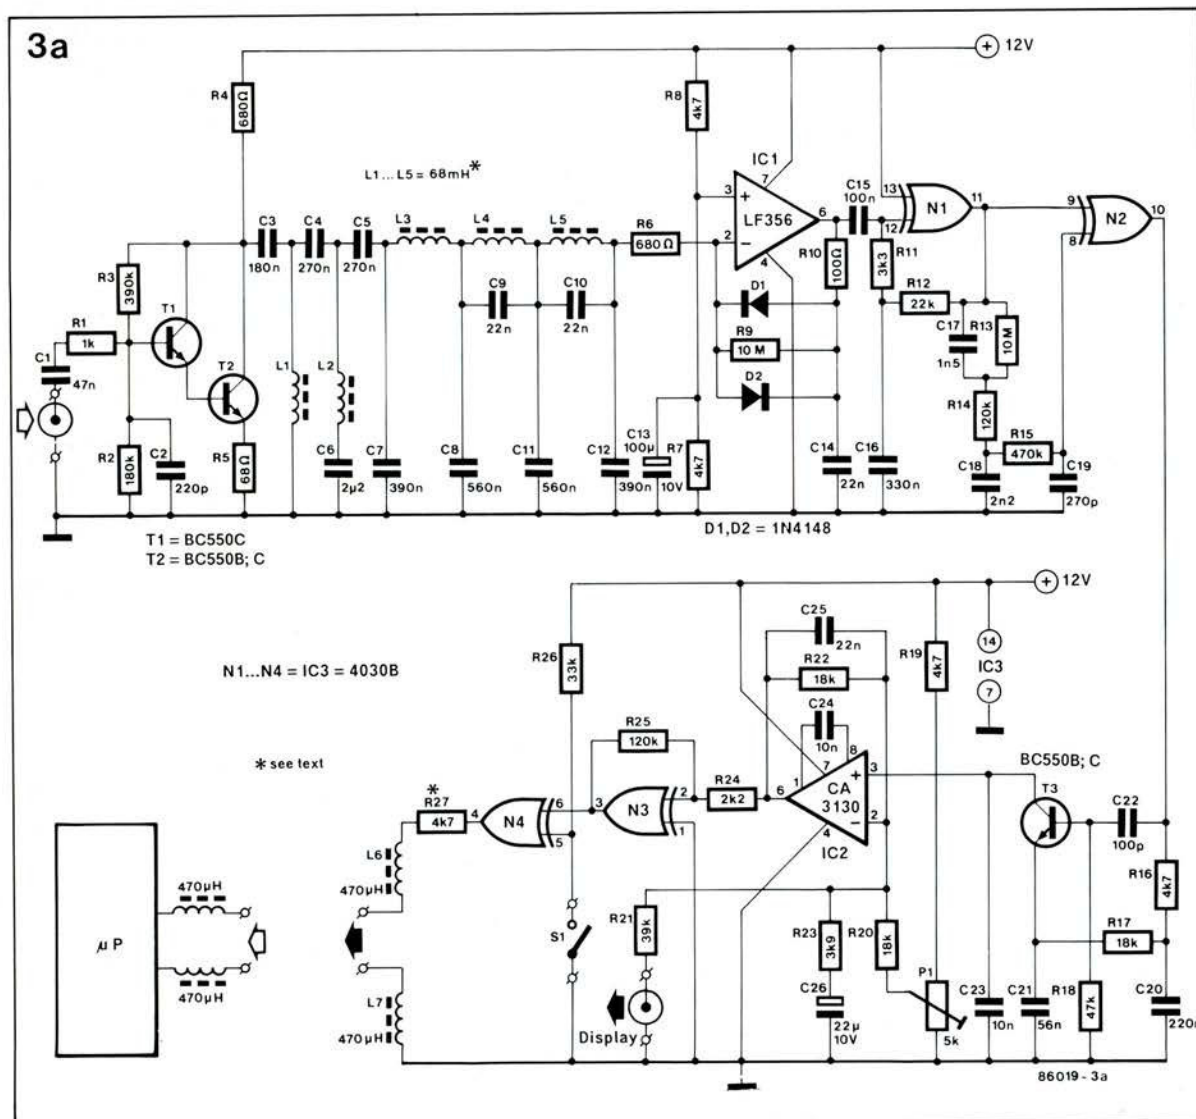 3a
12V
R4
680Ω
R8
4k7
L1...L5 = 68mH*
IC1
7
3
+
LF356
6
2
−
4
C15
100n
13
12
N1
11
9
8
N2
10
C3
180n
C4
270n
C5
270n
L3
L4
L5
R6
680Ω
R10
100Ω
R11
3k3
R12
22k
R3
390k
C9
22n
C10
22n
D1
R9
10 M
D2
C17
1n5
R13
10M
R1
1k
C1
47n
T1
T2
L1
L2
R14
120k
R15
470k
R2
180k
C2
220p
R5
68Ω
C6
2µ2
C7
390n
C8
560n
C11
560n
C12
390n
C13
100µ
10V
R7
4k7
C14
22n
C16
330n
C18
2n2
C19
270p
T1 = BC550C
T2 = BC550B; C
D1,D2 = 1N4148
12V
C25
22n
R26
33k
R22
18k
R19
4k7
14
IC3
7
N1...N4 = IC3 = 4030B
C24
10n
R25
120k
* see text
BC550B; C
*
R27
4k7
4
N4
6
5
3
N3
2
1
R24
2k2
6
1
7
8
CA
3130
+
3
−
2
4
IC2
T3
C22
100p
L6
470µH
R16
4k7
470µH
µP
470µH
S1
R21
39k
R23
3k9
R20
18k
R17
18k
P1
5k
L7
470µH
Display
C26
22µ
10V
C23
10n
C21
56n
R18
47k
C20
220n
86019 - 3a